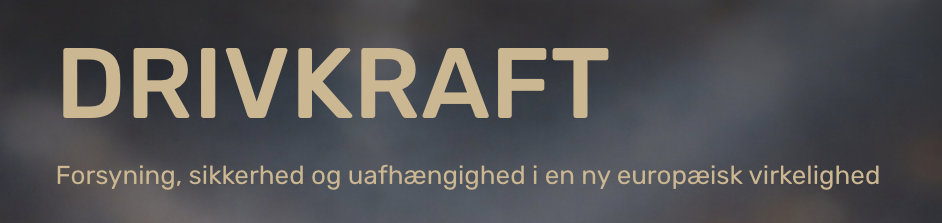 DRIVKRAFT
Forsyning, sikkerhed og uafhængighed i en ny europæisk virkelighed